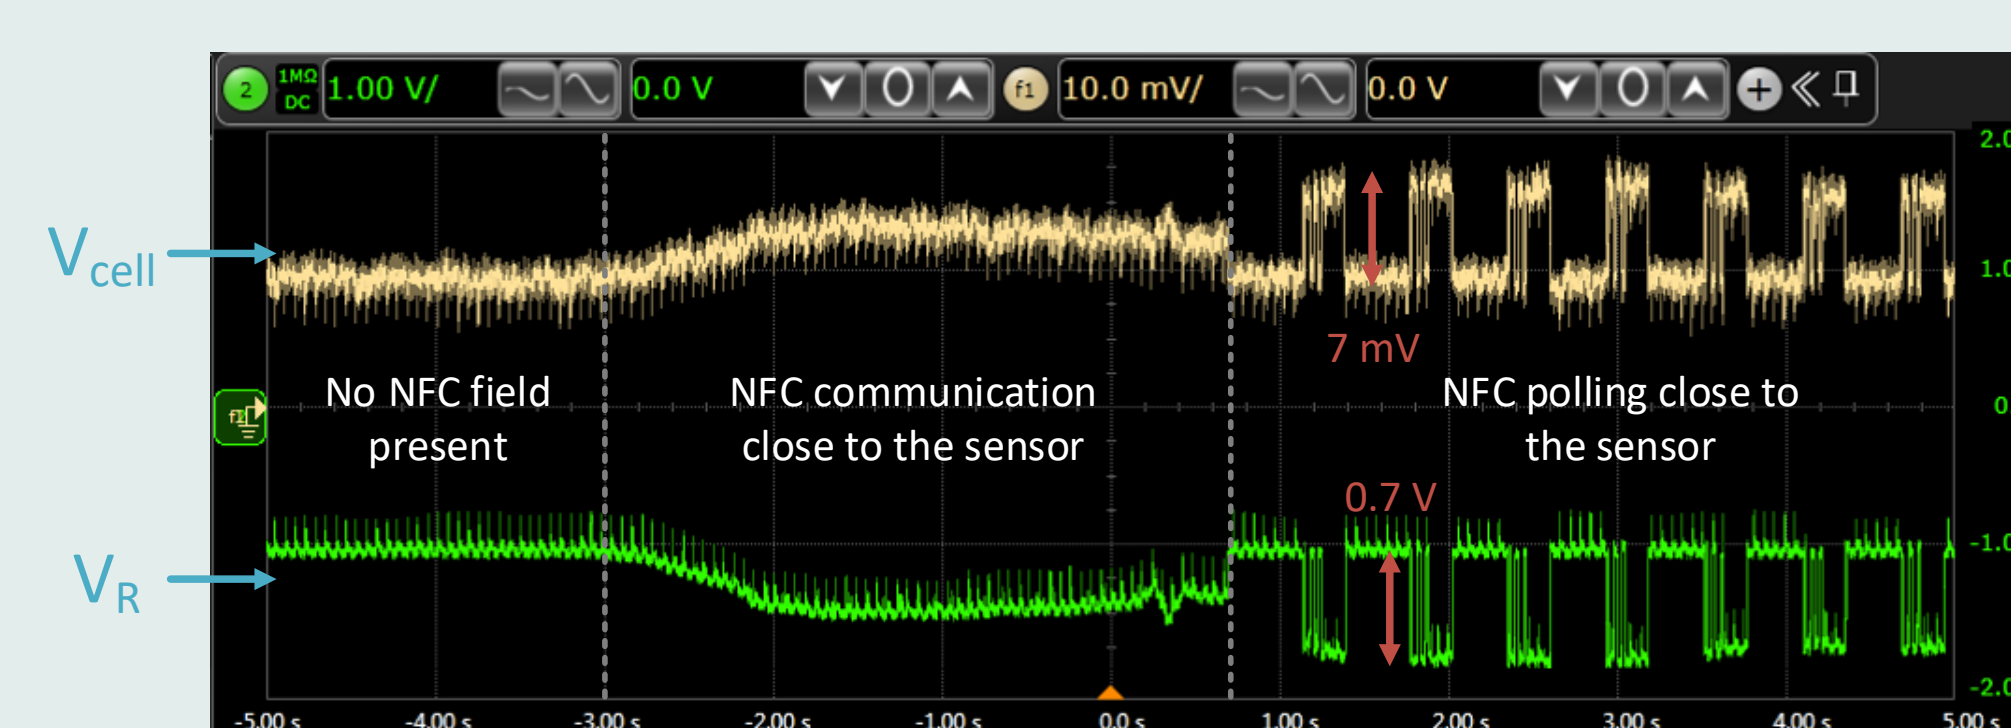 2 1MΩ DC 1.00 V/ 0.0 V f1 10.0 mV/ 0.0 V
2.0
Vcell
1.0
7 mV
No NFC field present
NFC communication close to the sensor
NFC polling close to the sensor
0
0.7 V
-1.0
VR
-2.0
-5.00 s -4.00 s -3.00 s -2.00 s -1.00 s 0.0 s 1.00 s 2.00 s 3.00 s 4.00 s 5.00 s